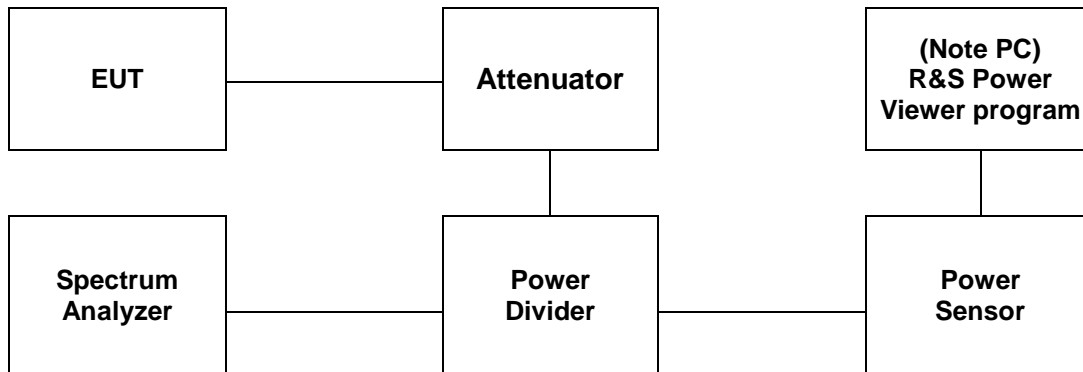 EUT
Attenuator
(Note PC)
R&S Power
Viewer program
Spectrum
Analyzer
Power
Divider
Power
Sensor